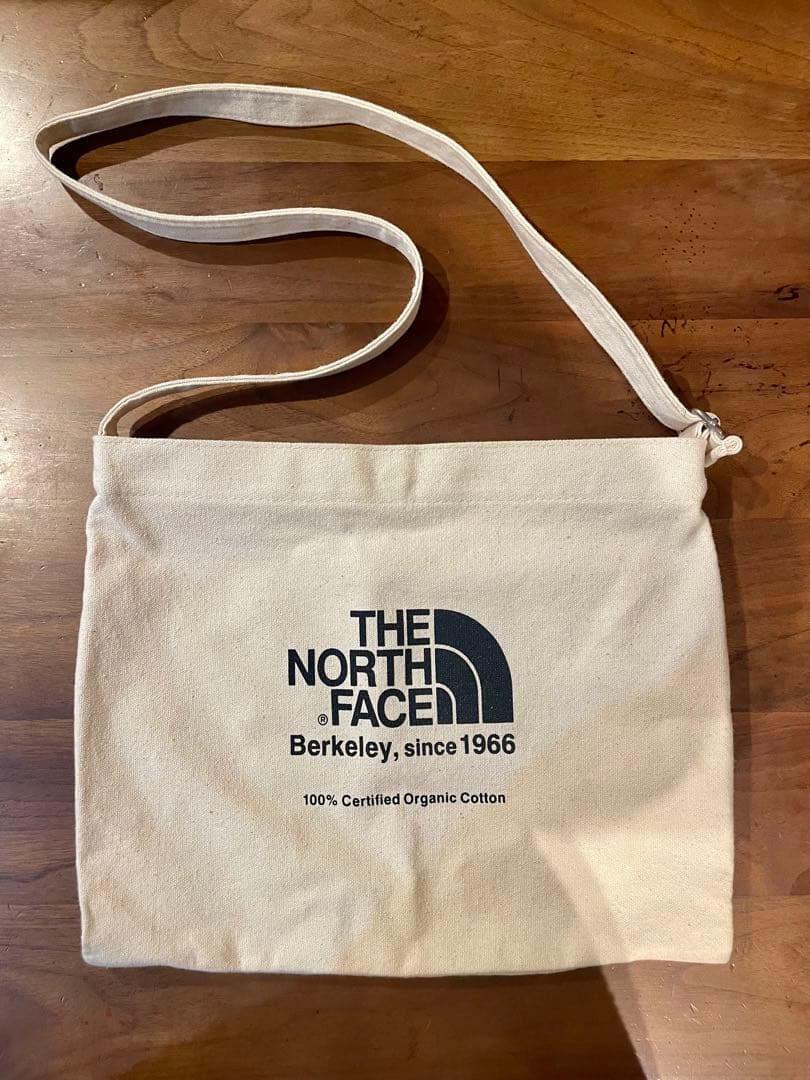 THE
NORTH
® FACE
Berkeley, since 1966
100% Certified Organic Cotton